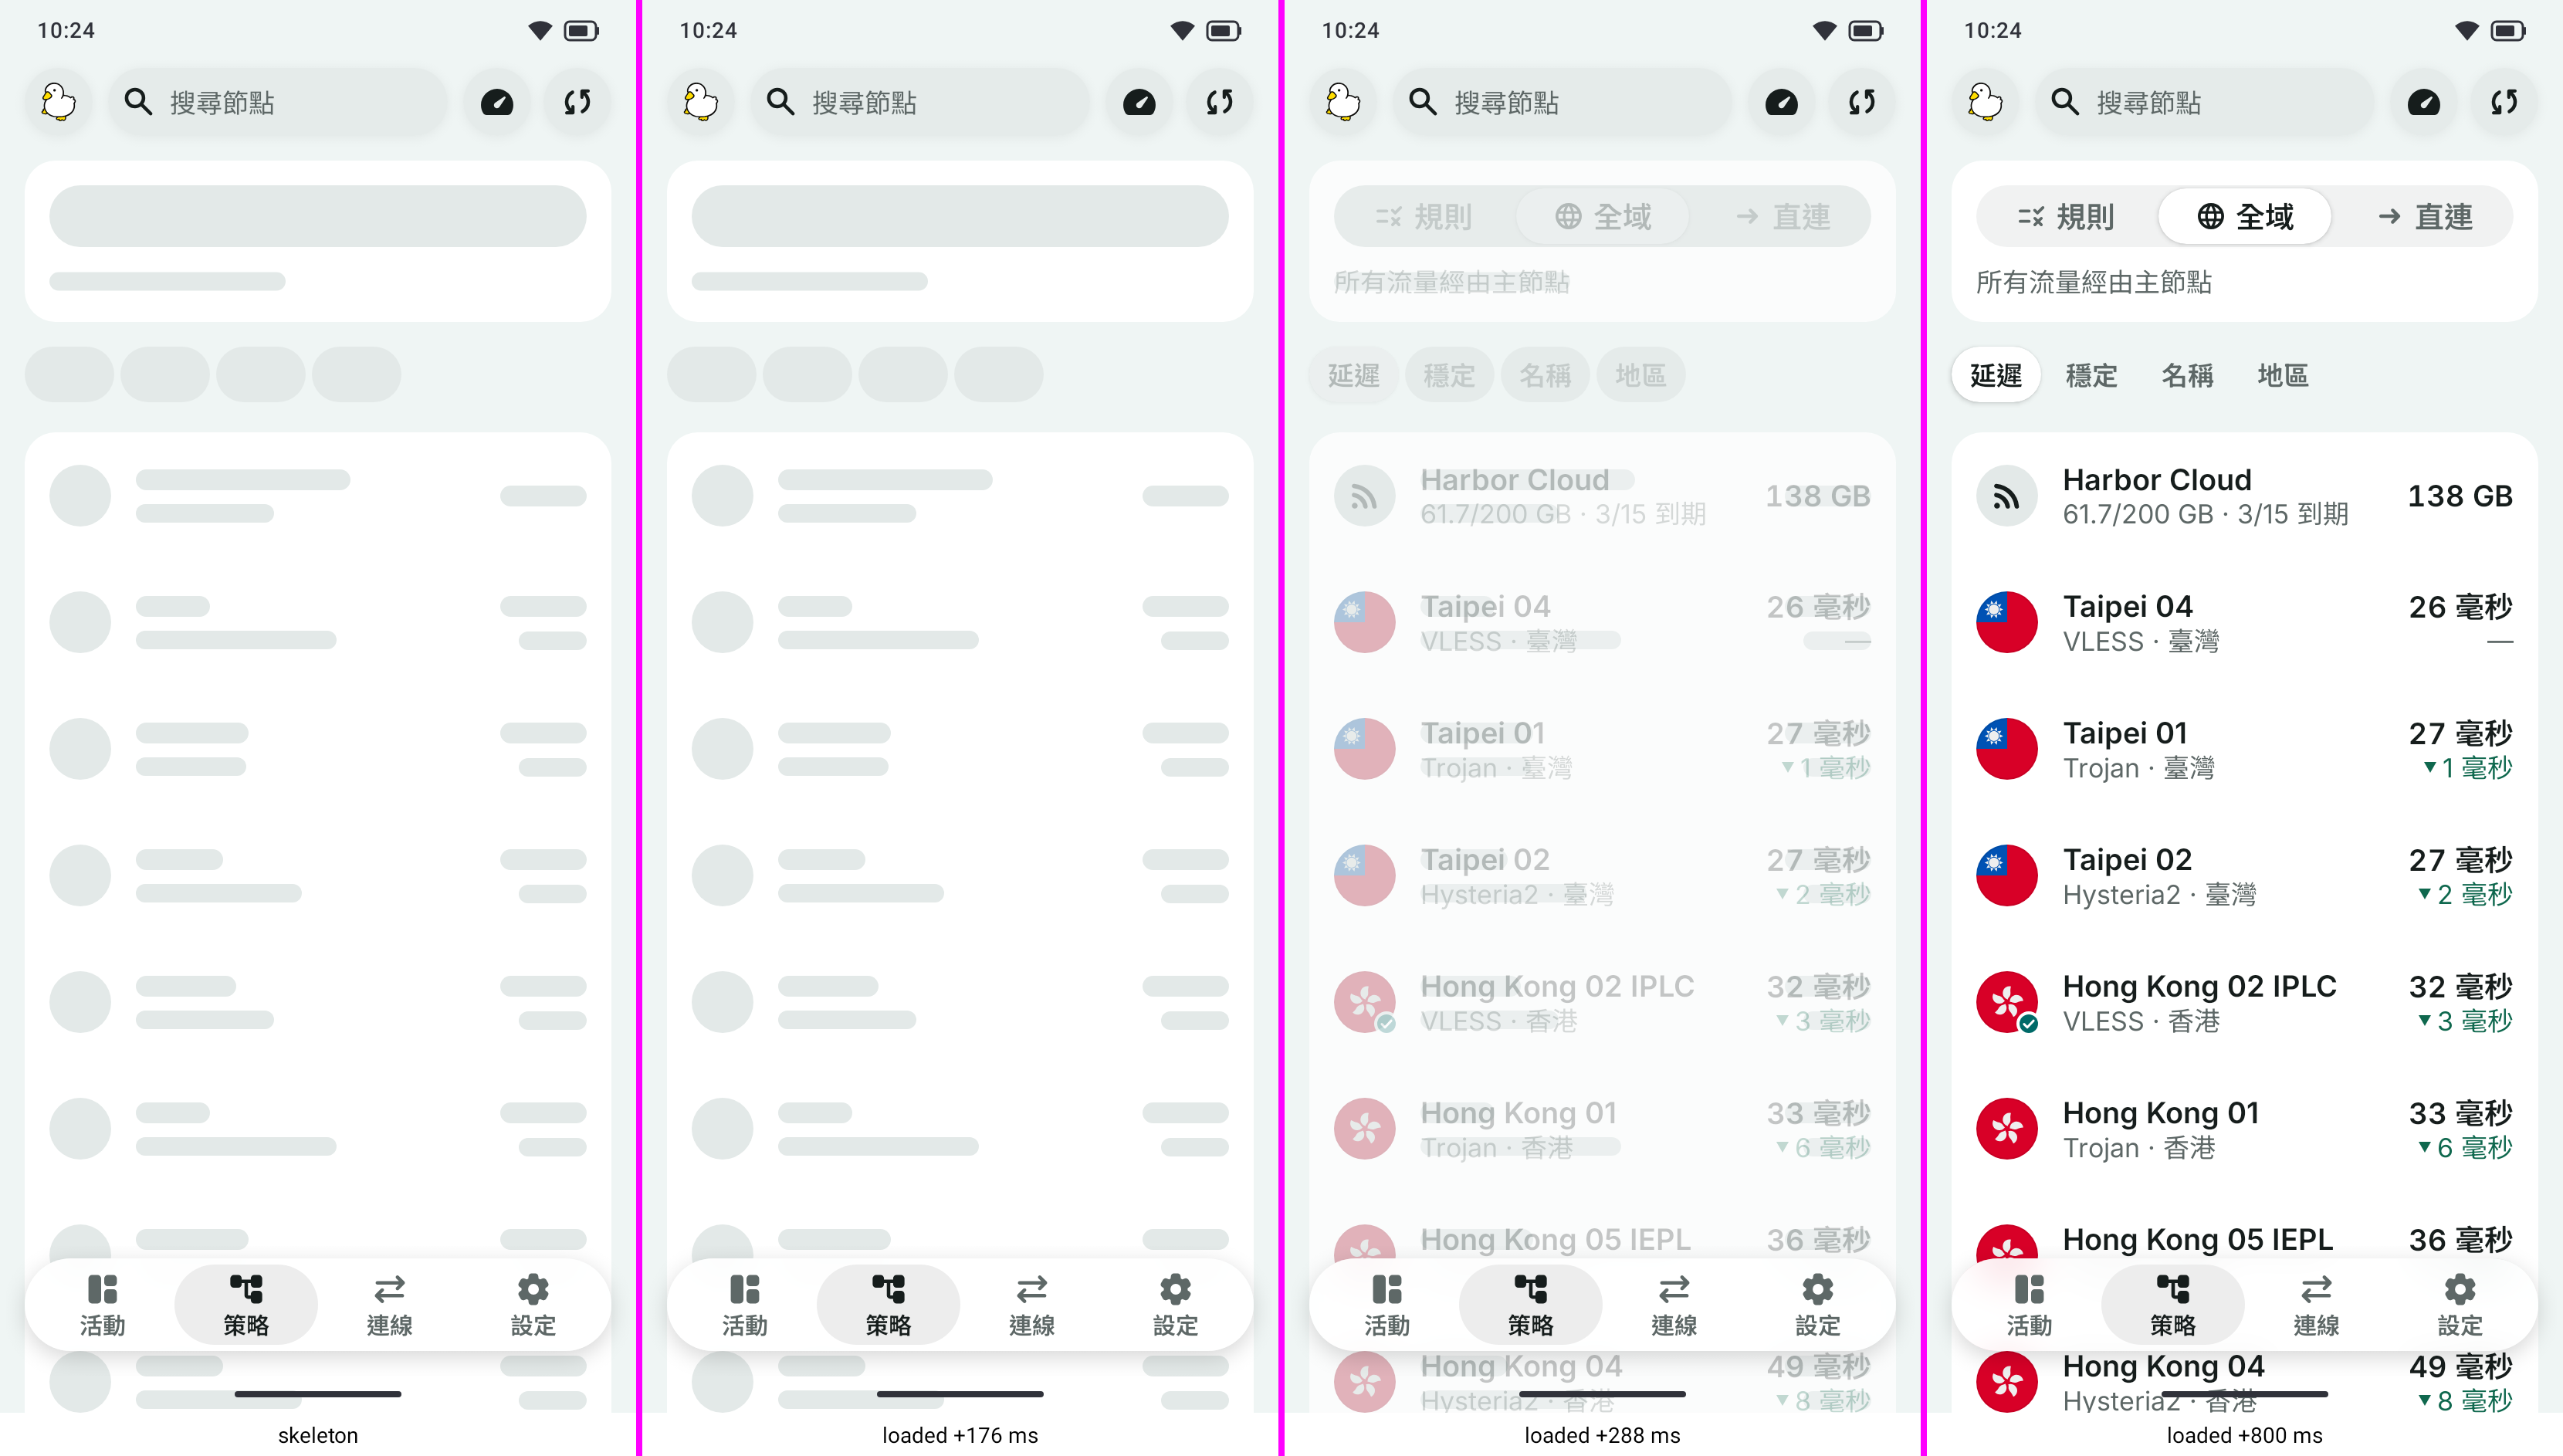 10:24
搜尋節點
活動
策略
連線
設定
skeleton
10:24
搜尋節點
活動
策略
連線
設定
loaded +176 ms
10:24
搜尋節點
規則
全域
直連
所有流量經由主節點
延遲
穩定
名稱
地區
Harbor Cloud
138 GB
61.7/200 GB · 3/15 到期
Taipei 04
26 毫秒
VLESS · 臺灣
—
Taipei 01
27 毫秒
Trojan · 臺灣
▼1 毫秒
Taipei 02
27 毫秒
Hysteria2 · 臺灣
▼2 毫秒
Hong Kong 02 IPLC
32 毫秒
VLESS · 香港
▼3 毫秒
Hong Kong 01
33 毫秒
Trojan · 香港
▼6 毫秒
Hong Kong 05 IEPL
36 毫秒
活動
策略
連線
設定
Hong Kong 04
49 毫秒
Hysteria2 · 香港
▼8 毫秒
loaded +288 ms
10:24
搜尋節點
規則
全域
直連
所有流量經由主節點
延遲
穩定
名稱
地區
Harbor Cloud
138 GB
61.7/200 GB · 3/15 到期
Taipei 04
26 毫秒
VLESS · 臺灣
—
Taipei 01
27 毫秒
Trojan · 臺灣
▼1 毫秒
Taipei 02
27 毫秒
Hysteria2 · 臺灣
▼2 毫秒
Hong Kong 02 IPLC
32 毫秒
VLESS · 香港
▼3 毫秒
Hong Kong 01
33 毫秒
Trojan · 香港
▼6 毫秒
Hong Kong 05 IEPL
36 毫秒
活動
策略
連線
設定
Hong Kong 04
49 毫秒
Hysteria2 · 香港
▼8 毫秒
loaded +800 ms